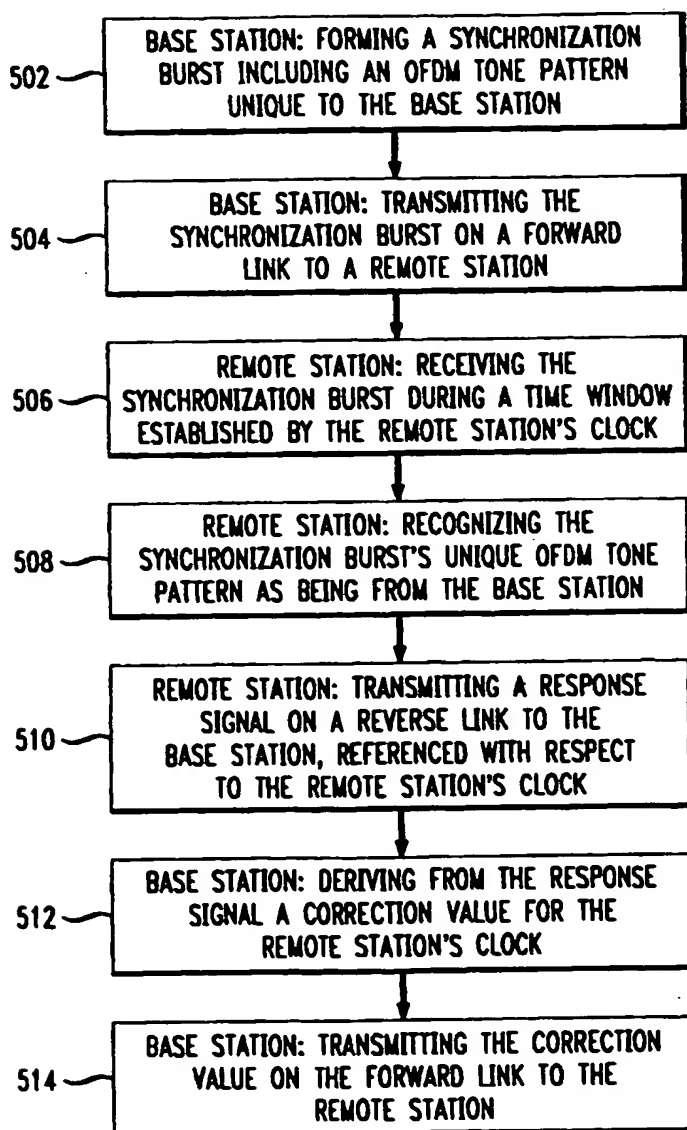 502
BASE STATION: FORMING A SYNCHRONIZATION
BURST INCLUDING AN OFDM TONE PATTERN
UNIQUE TO THE BASE STATION
504
BASE STATION: TRANSMITTING THE
SYNCHRONIZATION BURST ON A FORWARD
LINK TO A REMOTE STATION
506
REMOTE STATION: RECEIVING THE
SYNCHRONIZATION BURST DURING A TIME WINDOW
ESTABLISHED BY THE REMOTE STATION'S CLOCK
508
REMOTE STATION: RECOGNIZING THE
SYNCHRONIZATION BURST'S UNIQUE OFDM TONE
PATTERN AS BEING FROM THE BASE STATION
510
REMOTE STATION: TRANSMITTING A RESPONSE
SIGNAL ON A REVERSE LINK TO THE
BASE STATION, REFERENCED WITH RESPECT
TO THE REMOTE STATION'S CLOCK
512
BASE STATION: DERIVING FROM THE RESPONSE
SIGNAL A CORRECTION VALUE FOR THE
REMOTE STATION'S CLOCK
514
BASE STATION: TRANSMITTING THE CORRECTION
VALUE ON THE FORWARD LINK TO THE
REMOTE STATION